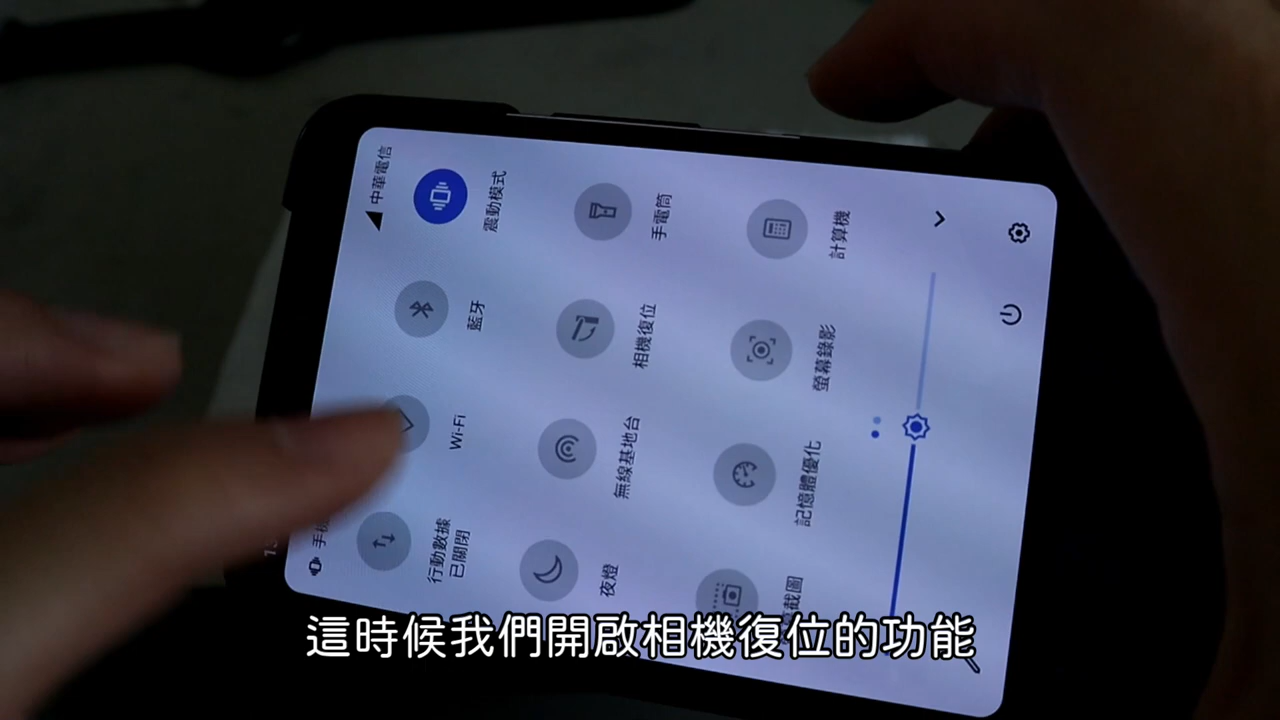 中華電信
震動模式
藍牙
Wi-Fi
行動數據
已關閉
手電筒
相機復位
無線基地台
夜燈
計算機
螢幕錄影
記憶體優化
截圖
這時候我們開啟相機復位的功能